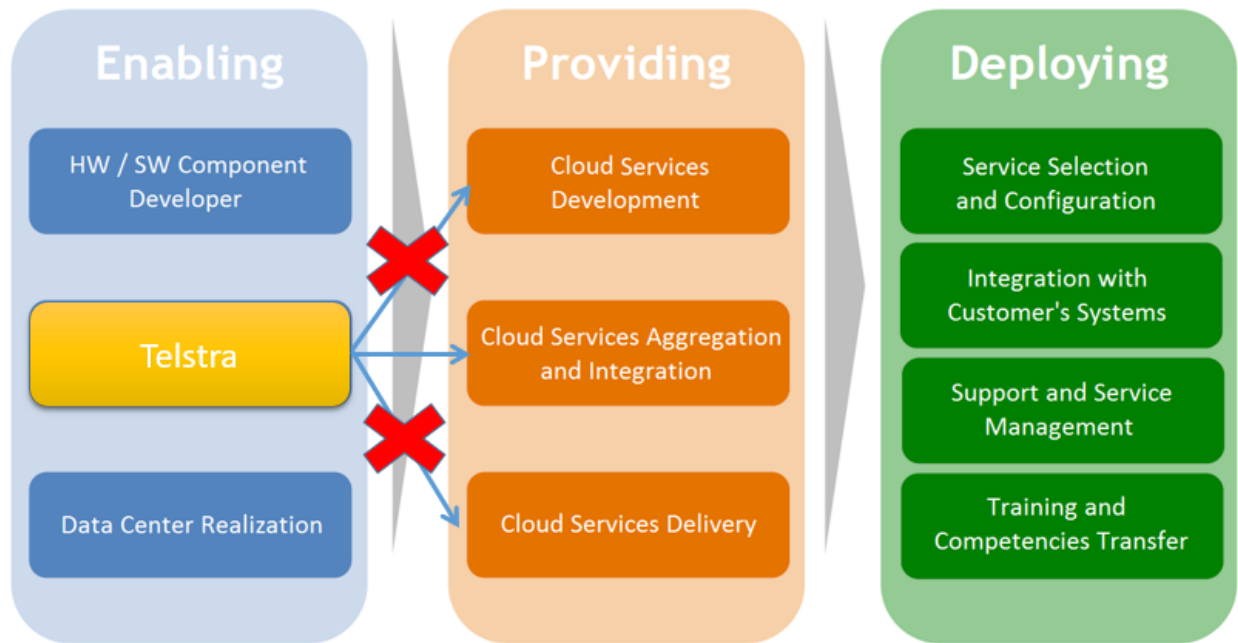 Enabling
HW / SW Component
Developer
Telstra
Data Center Realization
Providing
Cloud Services
Development
Cloud Services Aggregation
and Integration
Cloud Services Delivery
Deploying
Service Selection
and Configuration
Integration with
Customer's Systems
Support and Service
Management
Training and
Competencies Transfer